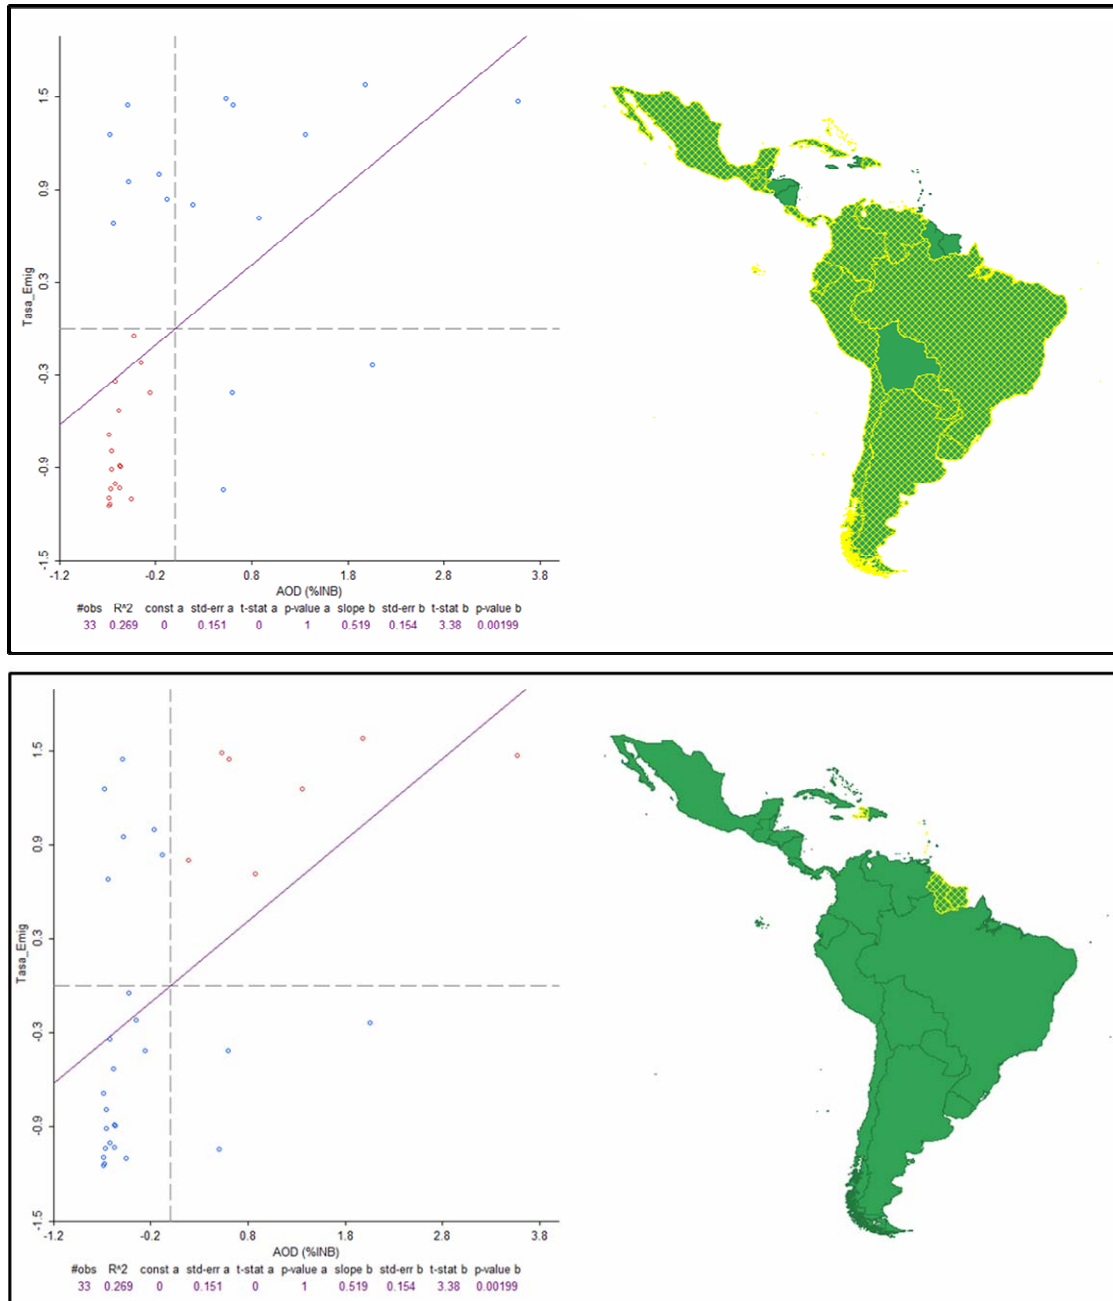 1.5
0.9
0.3
-0.3
-0.9
-1.5
Tasa_Emig
-1.2 -0.2 0.8 1.8 2.8 3.8
AOD (%INB)
#obs R^2 const a std-err a t-stat a p-value a slope b std-err b t-stat b p-value b
33 0.269 0 0.151 0 1 0.519 0.154 3.38 0.00199
1.5
0.9
0.3
-0.3
-0.9
-1.5
Tasa_Emig
-1.2 -0.2 0.8 1.8 2.8 3.8
AOD (%INB)
#obs R^2 const a std-err a t-stat a p-value a slope b std-err b t-stat b p-value b
33 0.269 0 0.151 0 1 0.519 0.154 3.38 0.00199